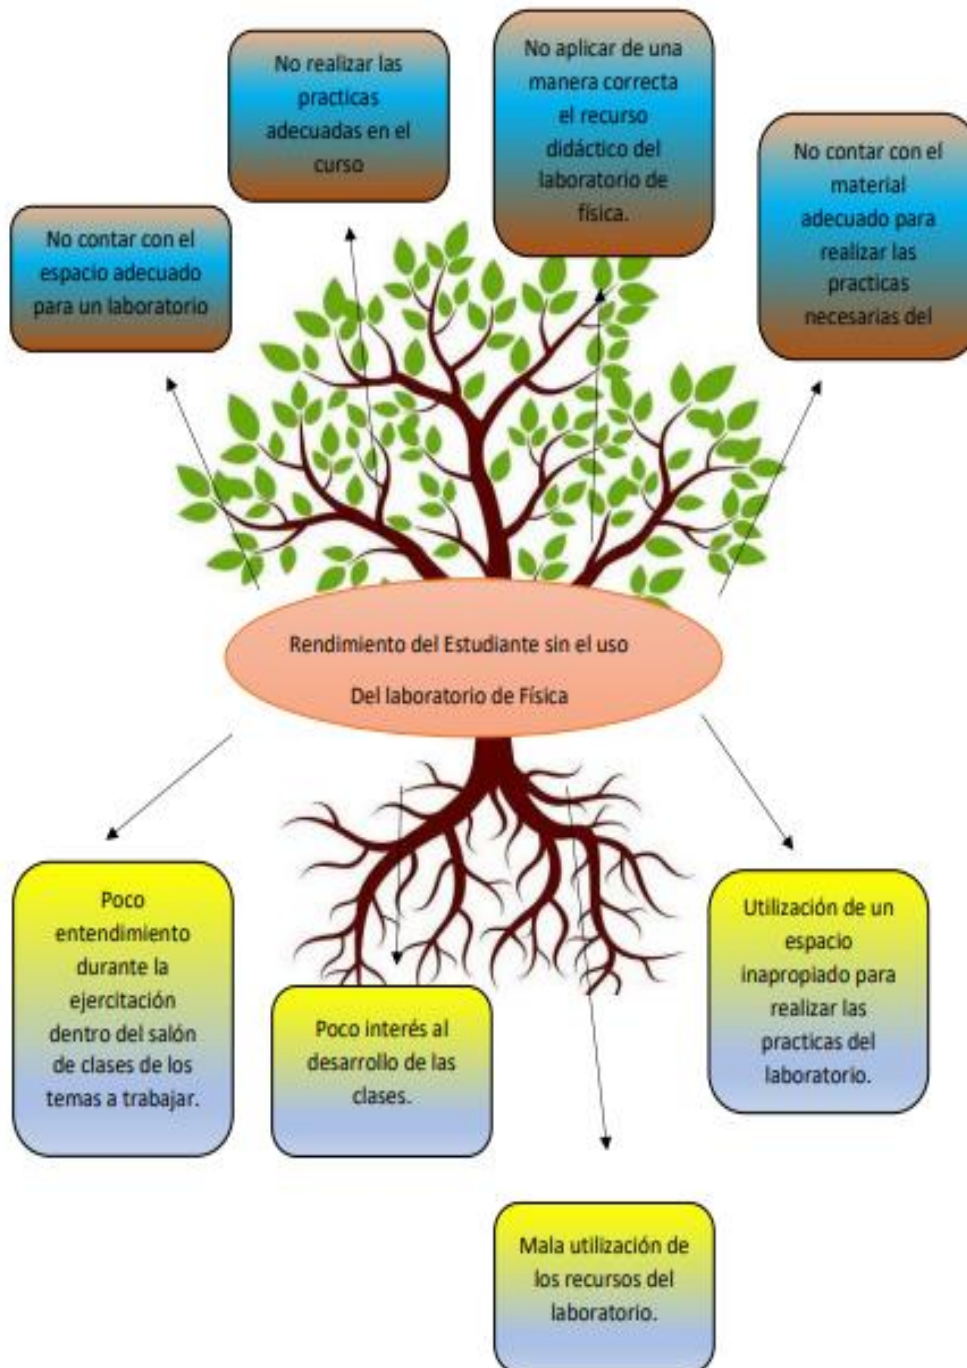 No realizar las
practicas
adecuadas en el
curso
No aplicar de una
manera correcta
el recurso
didáctico del
laboratorio de
física.
No contar con el
material
adecuado para
realizar las
practicas
necesarias del
No contar con el
espacio adecuado
para un laboratorio
Rendimiento del Estudiante sin el uso
Del laboratorio de Física
Poco
entendimiento
durante la
ejercitación
dentro del salón
de clases de los
temas a trabajar.
Poco interés al
desarrollo de las
clases.
Utilización de un
espacio
inapropiado para
realizar las
practicas del
laboratorio.
Mala utilización de
los recursos del
laboratorio.